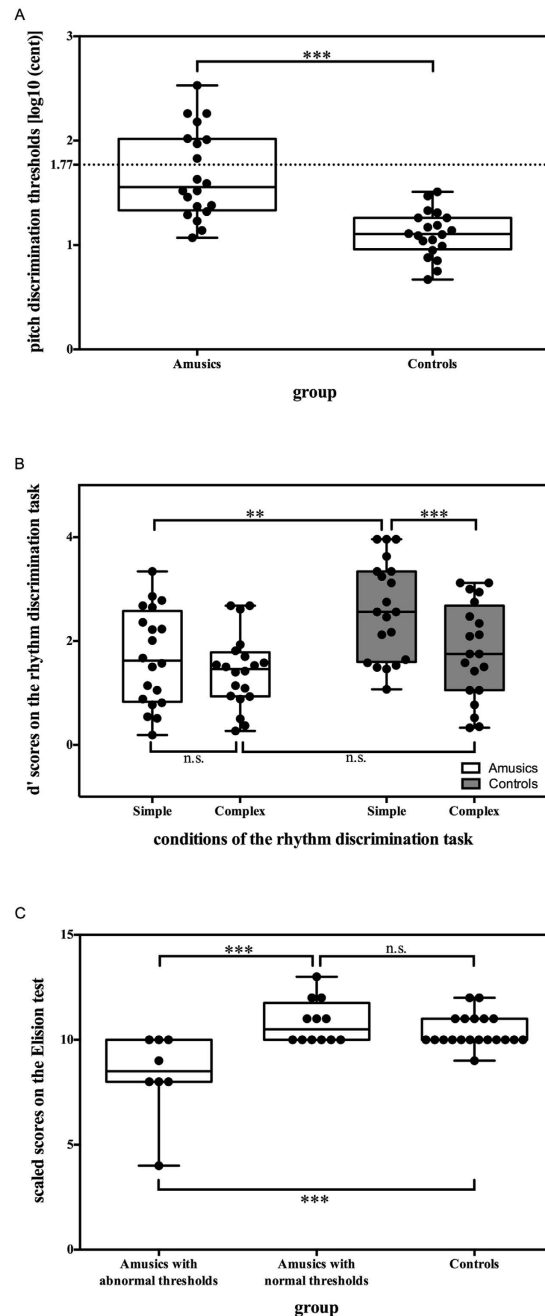 A
pitch discrimination thresholds [log10 (cent)]
3
2
1.77
1
0
***
Amusics
Controls
group
B
d' scores on the rhythm discrimination task
4
2
0
**
***
n.s.
n.s.
Amusics
Controls
Simple
Complex
Simple
Complex
conditions of the rhythm discrimination task
C
scaled scores on the Elision test
15
10
5
0
***
n.s.
***
Amusics with
abnormal thresholds
Amusics with
normal thresholds
Controls
group